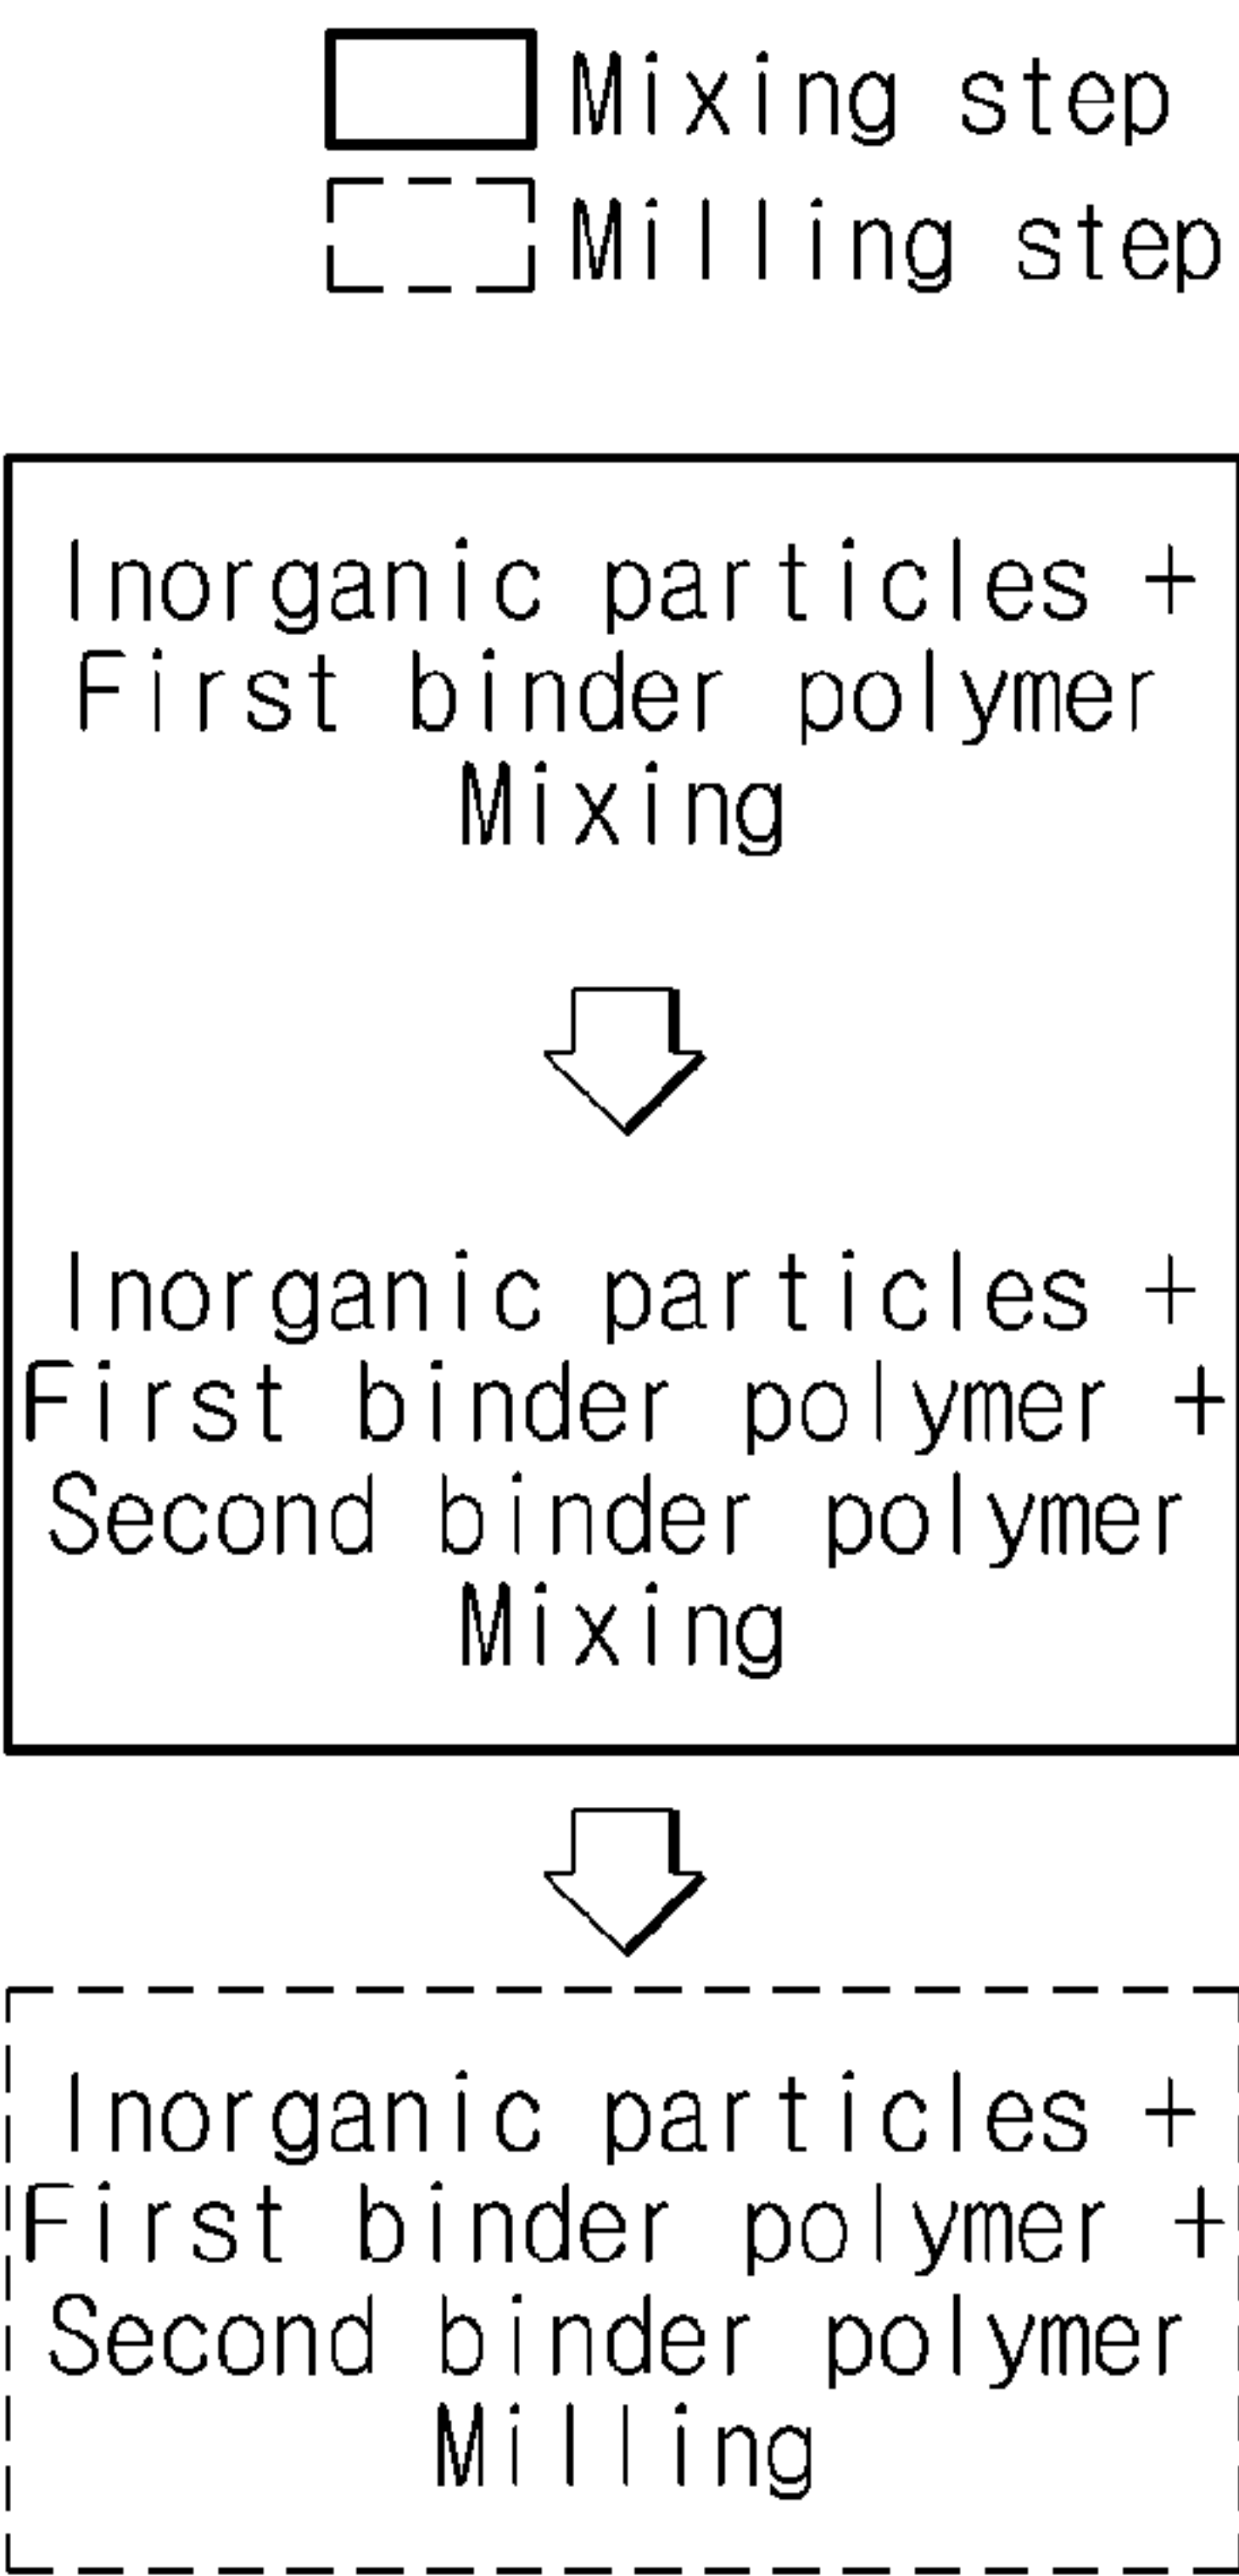 Mixing step
Milling step
Inorganic particles +
First binder polymer
Mixing
Inorganic particles +
First binder polymer +
Second binder polymer
Mixing
Inorganic particles +
First binder polymer +
Second binder polymer
Milling